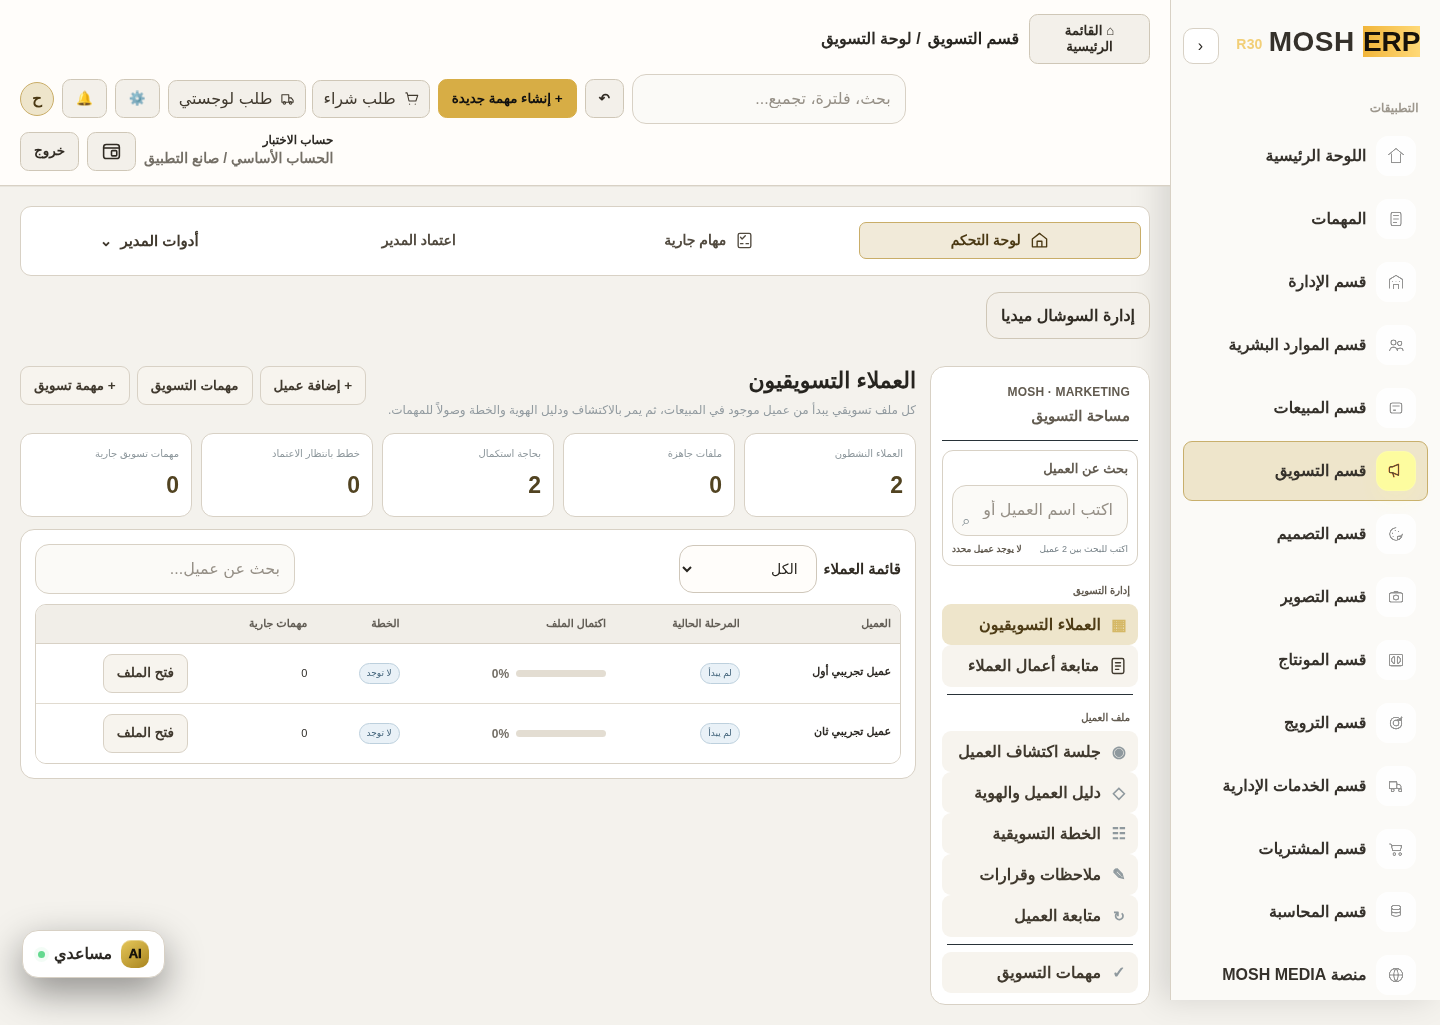 MOSH ERP R30
›
التطبيقات
اللوحة الرئيسية
المهمات
قسم الإدارة
قسم الموارد البشرية
قسم المبيعات
قسم التسويق
قسم التصميم
قسم التصوير
قسم المونتاج
قسم الترويج
قسم الخدمات الإدارية
قسم المشتريات
قسم المحاسبة
منصة MOSH MEDIA
⌂ القائمة
الرئيسية
قسم التسويق / لوحة التسويق
بحث، فلترة، تجميع...
↶
+ إنشاء مهمة جديدة
طلب شراء
طلب لوجستي
ح
حساب الاختبار
الحساب الأساسي / صانع التطبيق
خروج
لوحة التحكم
مهام جارية
اعتماد المدير
أدوات المدير
إدارة السوشال ميديا
MOSH · MARKETING
مساحة التسويق
بحث عن العميل
اكتب اسم العميل أو
اكتب للبحث بين 2 عميل
لا يوجد عميل محدد
إدارة التسويق
العملاء التسويقيون
متابعة أعمال العملاء
ملف العميل
جلسة اكتشاف العميل
دليل العميل والهوية
الخطة التسويقية
ملاحظات وقرارات
متابعة العميل
مهمات التسويق
العملاء التسويقيون
كل ملف تسويقي يبدأ من عميل موجود في المبيعات، ثم يمر بالاكتشاف ودليل الهوية والخطة وصولاً للمهمات.
+ إضافة عميل
مهمات التسويق
+ مهمة تسويق
العملاء النشطون
2
ملفات جاهزة
0
بحاجة استكمال
2
خطط بانتظار الاعتماد
0
مهمات تسويق جارية
0
قائمة العملاء
الكل
بحث عن عميل...
العميل المرحلة الحالية اكتمال الملف الخطة مهمات جارية
عميل تجريبي أول لم يبدأ 0% لا توجد 0 فتح الملف
عميل تجريبي ثان لم يبدأ 0% لا توجد 0 فتح الملف
AI مساعدي